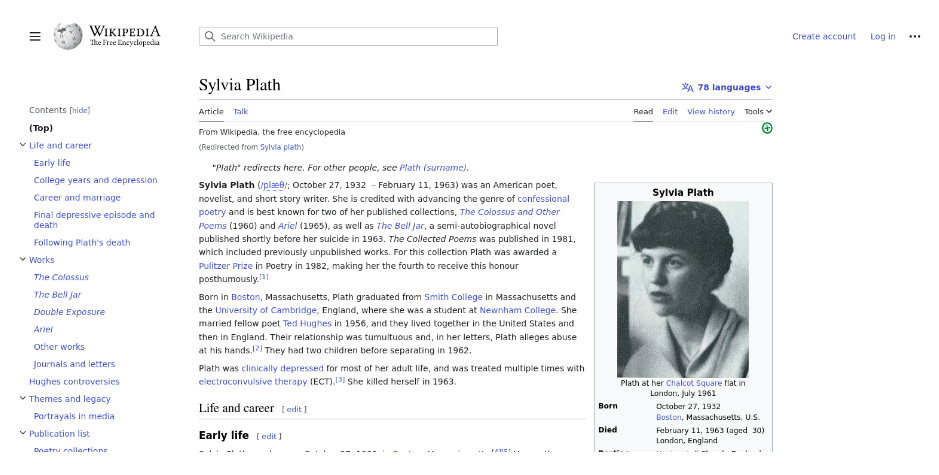 WIKIPEDIA
The Free Encyclopedia
Search Wikipedia
Create account
Log in
Contents [hide]
(Top)
Life and career
Early life
College years and depression
Career and marriage
Final depressive episode and
death
Following Plath's death
Works
The Colossus
The Bell Jar
Double Exposure
Ariel
Other works
Journals and letters
Hughes controversies
Themes and legacy
Portrayals in media
Publication list
Poetry collections
Sylvia Plath
78 languages
Article
Talk
Read
Edit
View history
Tools
From Wikipedia, the free encyclopedia
(Redirected from Sylvia plath)
"Plath" redirects here. For other people, see Plath (surname).
Sylvia Plath (/plæθ/; October 27, 1932 – February 11, 1963) was an American poet,
novelist, and short story writer. She is credited with advancing the genre of confessional
poetry and is best known for two of her published collections, The Colossus and Other
Poems (1960) and Ariel (1965), as well as The Bell Jar, a semi-autobiographical novel
published shortly before her suicide in 1963. The Collected Poems was published in 1981,
which included previously unpublished works. For this collection Plath was awarded a
Pulitzer Prize in Poetry in 1982, making her the fourth to receive this honour
posthumously.[1]
Born in Boston, Massachusetts, Plath graduated from Smith College in Massachusetts and
the University of Cambridge, England, where she was a student at Newnham College. She
married fellow poet Ted Hughes in 1956, and they lived together in the United States and
then in England. Their relationship was tumultuous and, in her letters, Plath alleges abuse
at his hands.[2] They had two children before separating in 1962.
Plath was clinically depressed for most of her adult life, and was treated multiple times with
electroconvulsive therapy (ECT).[3] She killed herself in 1963.
Life and career [ edit ]
Early life [ edit ]
Sylvia Plath
Plath at her Chalcot Square flat in
London, July 1961
Born October 27, 1932
Boston, Massachusetts, U.S.
Died February 11, 1963 (aged 30)
London, England